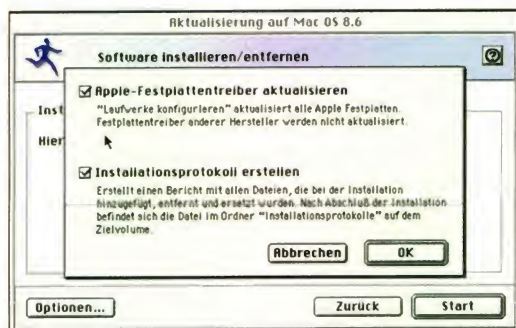 Aktualisierung auf Mac OS 8.6
Software installieren/entfernen
Inst
Hier
Apple-Festplattentreiber aktualisieren
"Laufwerke konfigurieren" aktualisiert alle Apple Festplatten.
Festplattentreiber anderer Hersteller werden nicht aktualisiert.
Installationsprotokoll erstellen
Erstellt einen Bericht mit allen Dateien, die bei der Installation
hinzugefügt, entfernt und ersetzt wurden. Nach Abschluß der Installation
befindet sich die Datei im Ordner "Installationsprotokolle" auf dem
Zielvolume.
Abbrechen
OK
Optionen...
Zurück
Start